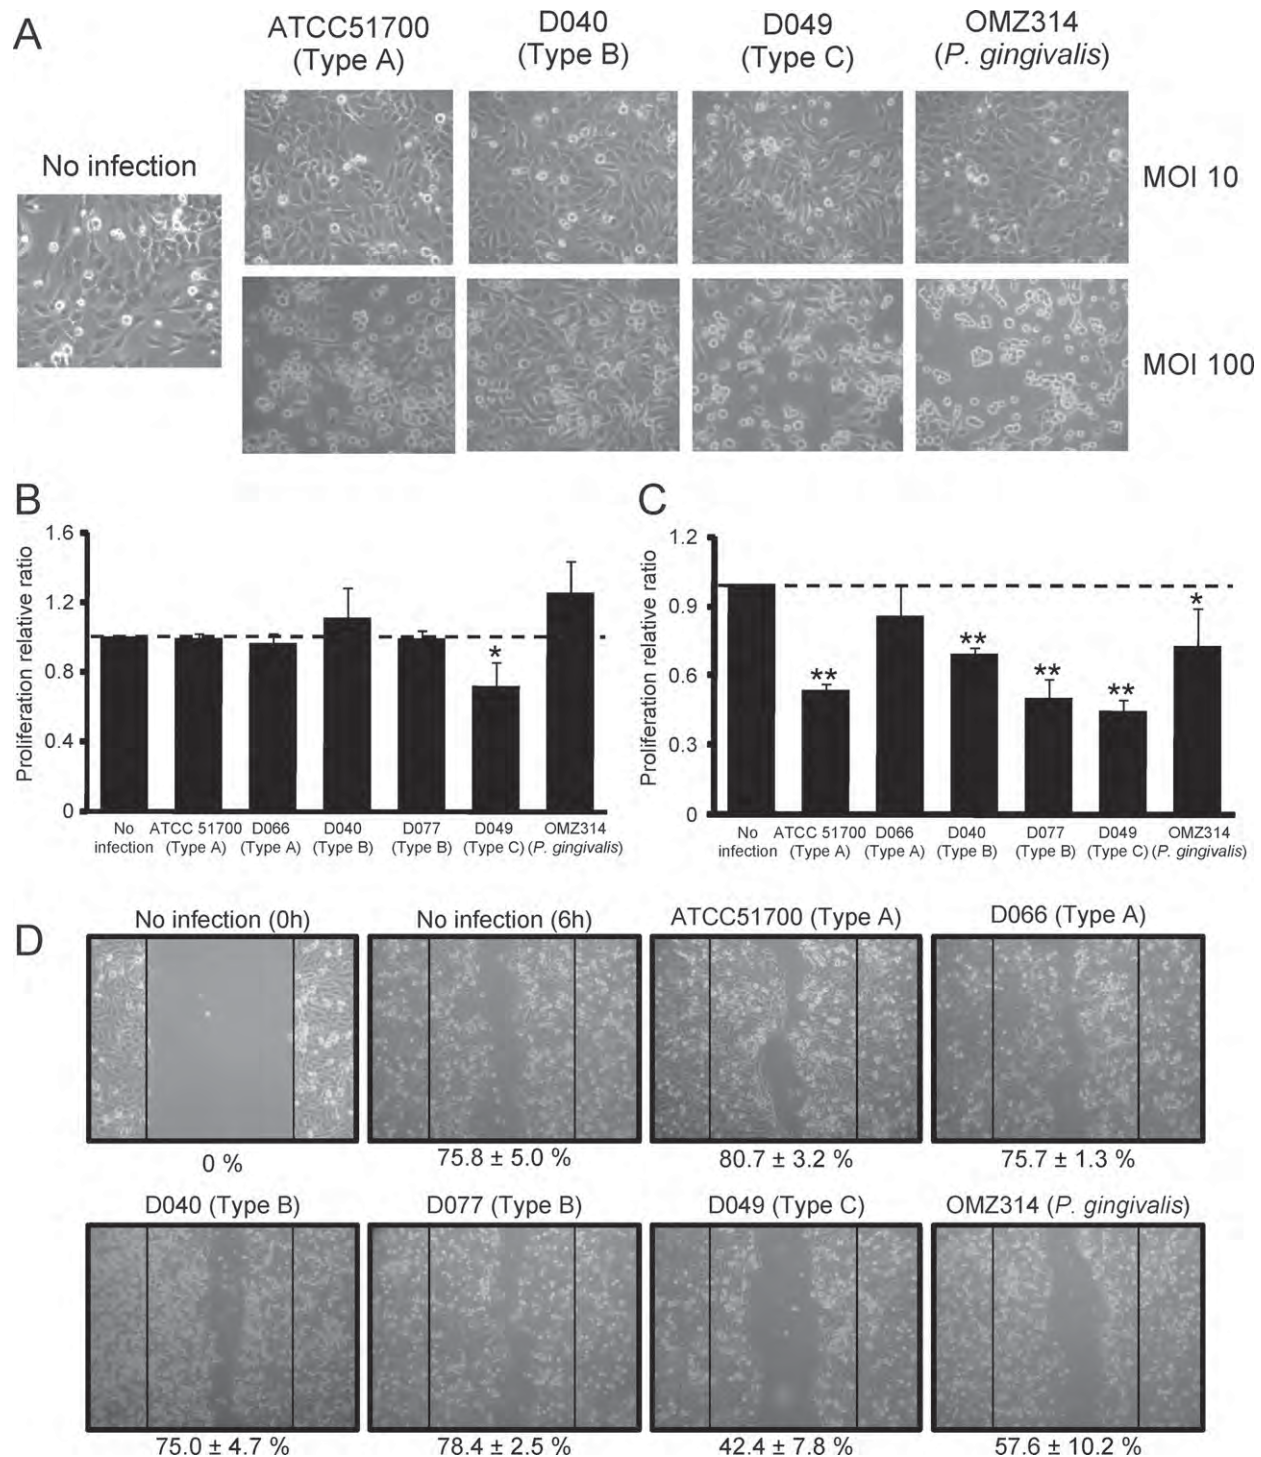 A
ATCC51700
(Type A)
D040
(Type B)
D049
(Type C)
OMZ314
(P. gingivalis)
No infection
MOI 10
MOI 100
B
Proliferation relative ratio
1.6
1.2
0.8
0.4
0
*
No
infection
ATCC 51700
(Type A)
D066
(Type A)
D040
(Type B)
D077
(Type B)
D049
(Type C)
OMZ314
(P. gingivalis)
C
Proliferation relative ratio
1.2
0.9
0.6
0.3
0
**
**
**
**
*
No
infection
ATCC 51700
(Type A)
D066
(Type A)
D040
(Type B)
D077
(Type B)
D049
(Type C)
OMZ314
(P. gingivalis)
D
No infection (0h)
No infection (6h)
ATCC51700 (Type A)
D066 (Type A)
0 %
75.8 ± 5.0 %
80.7 ± 3.2 %
75.7 ± 1.3 %
D040 (Type B)
D077 (Type B)
D049 (Type C)
OMZ314 (P. gingivalis)
75.0 ± 4.7 %
78.4 ± 2.5 %
42.4 ± 7.8 %
57.6 ± 10.2 %